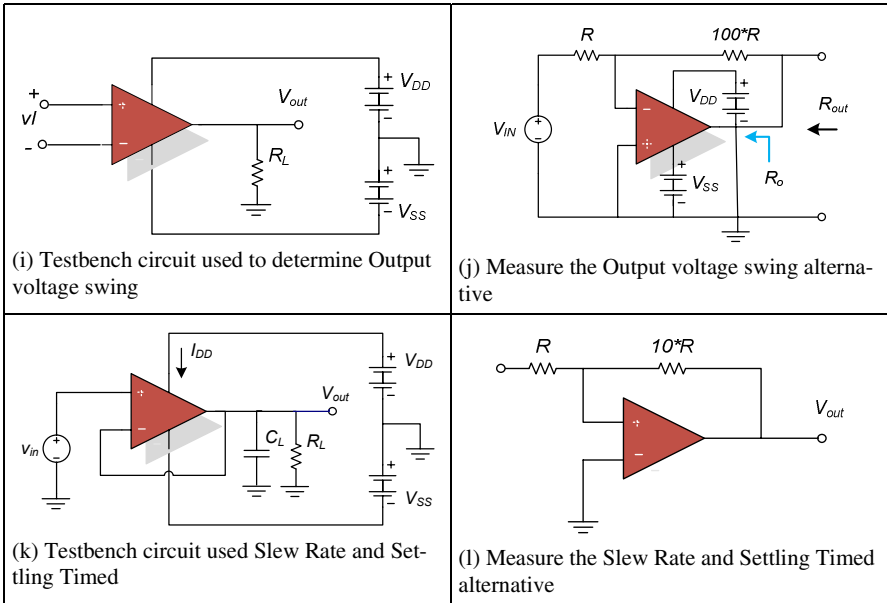 +
vI
-
+
-
V_out
R_L
+
V_DD
-
+
V_SS
-
(i) Testbench circuit used to determine Output
voltage swing
R
100*R
V_IN
+
-
-
+
+
V_DD
-
+
V_SS
-
R_out
R_o
(j) Measure the Output voltage swing alterna-
tive
I_DD
v_in
+
-
+
-
V_out
C_L
R_L
+
V_DD
-
+
V_SS
-
(k) Testbench circuit used Slew Rate and Set-
tling Timed
R
10*R
+
-
V_out
(l) Measure the Slew Rate and Settling Timed
alternative